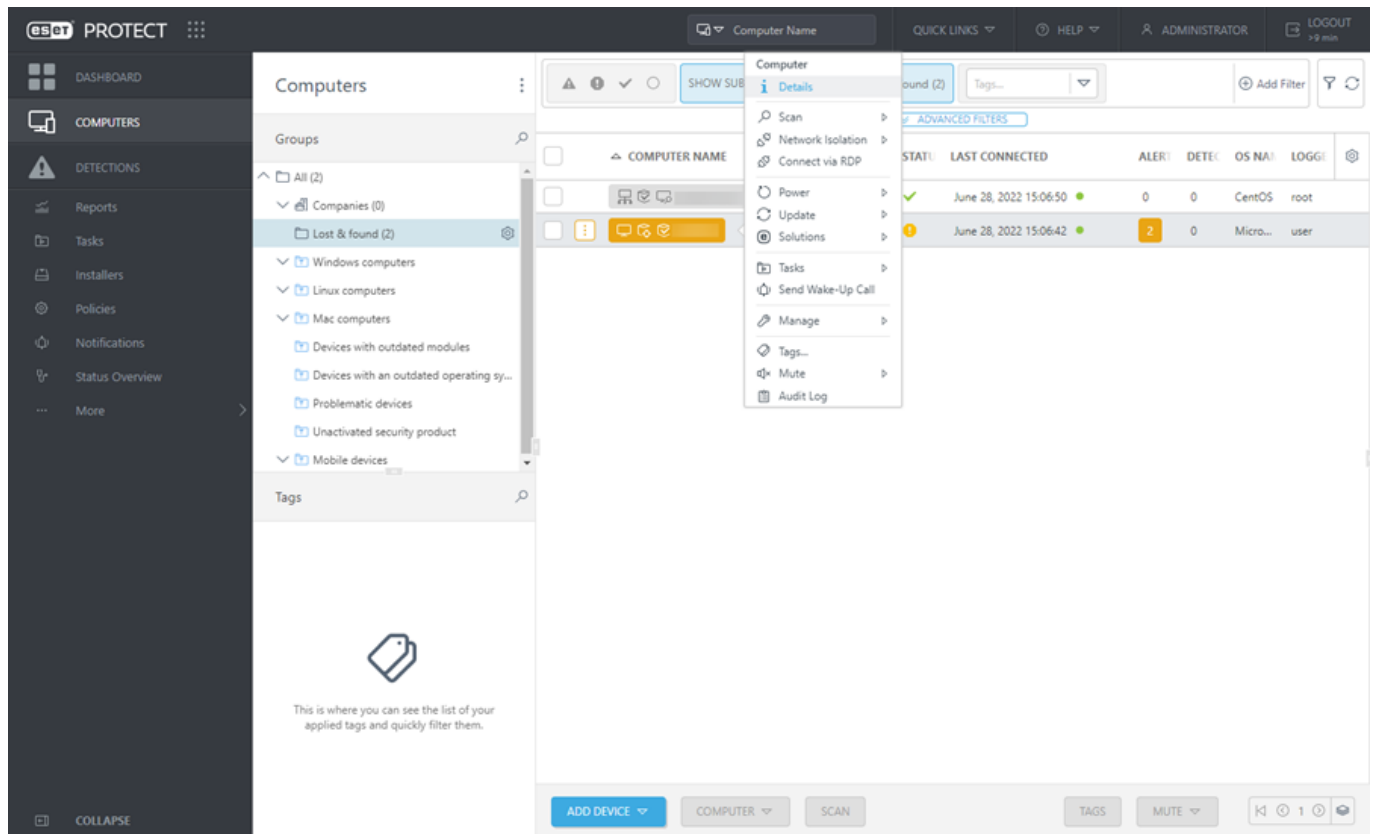 eset PROTECT
Computer Name
QUICK LINKS
HELP
ADMINISTRATOR
LOGOUT
>9 min
DASHBOARD
COMPUTERS
DETECTIONS
Reports
Tasks
Installers
Policies
Notifications
Status Overview
More
COLLAPSE
Computers
Groups
All (2)
Companies (0)
Lost & found (2)
Windows computers
Linux computers
Mac computers
Devices with outdated modules
Devices with an outdated operating sy...
Problematic devices
Unactivated security product
Mobile devices
Tags
This is where you can see the list of your
applied tags and quickly filter them.
SHOW SUB
ound (2)
Tags...
Add Filter
ADVANCED FILTERS
COMPUTER NAME
STATU
LAST CONNECTED
ALERT
DETEC
OS NAM
LOGGE
June 28, 2022 15:06:50
0
0
CentOS
root
June 28, 2022 15:06:42
2
0
Micro...
user
Computer
Details
Scan
Network Isolation
Connect via RDP
Power
Update
Solutions
Tasks
Send Wake-Up Call
Manage
Tags...
Mute
Audit Log
ADD DEVICE
COMPUTER
SCAN
TAGS
MUTE
1